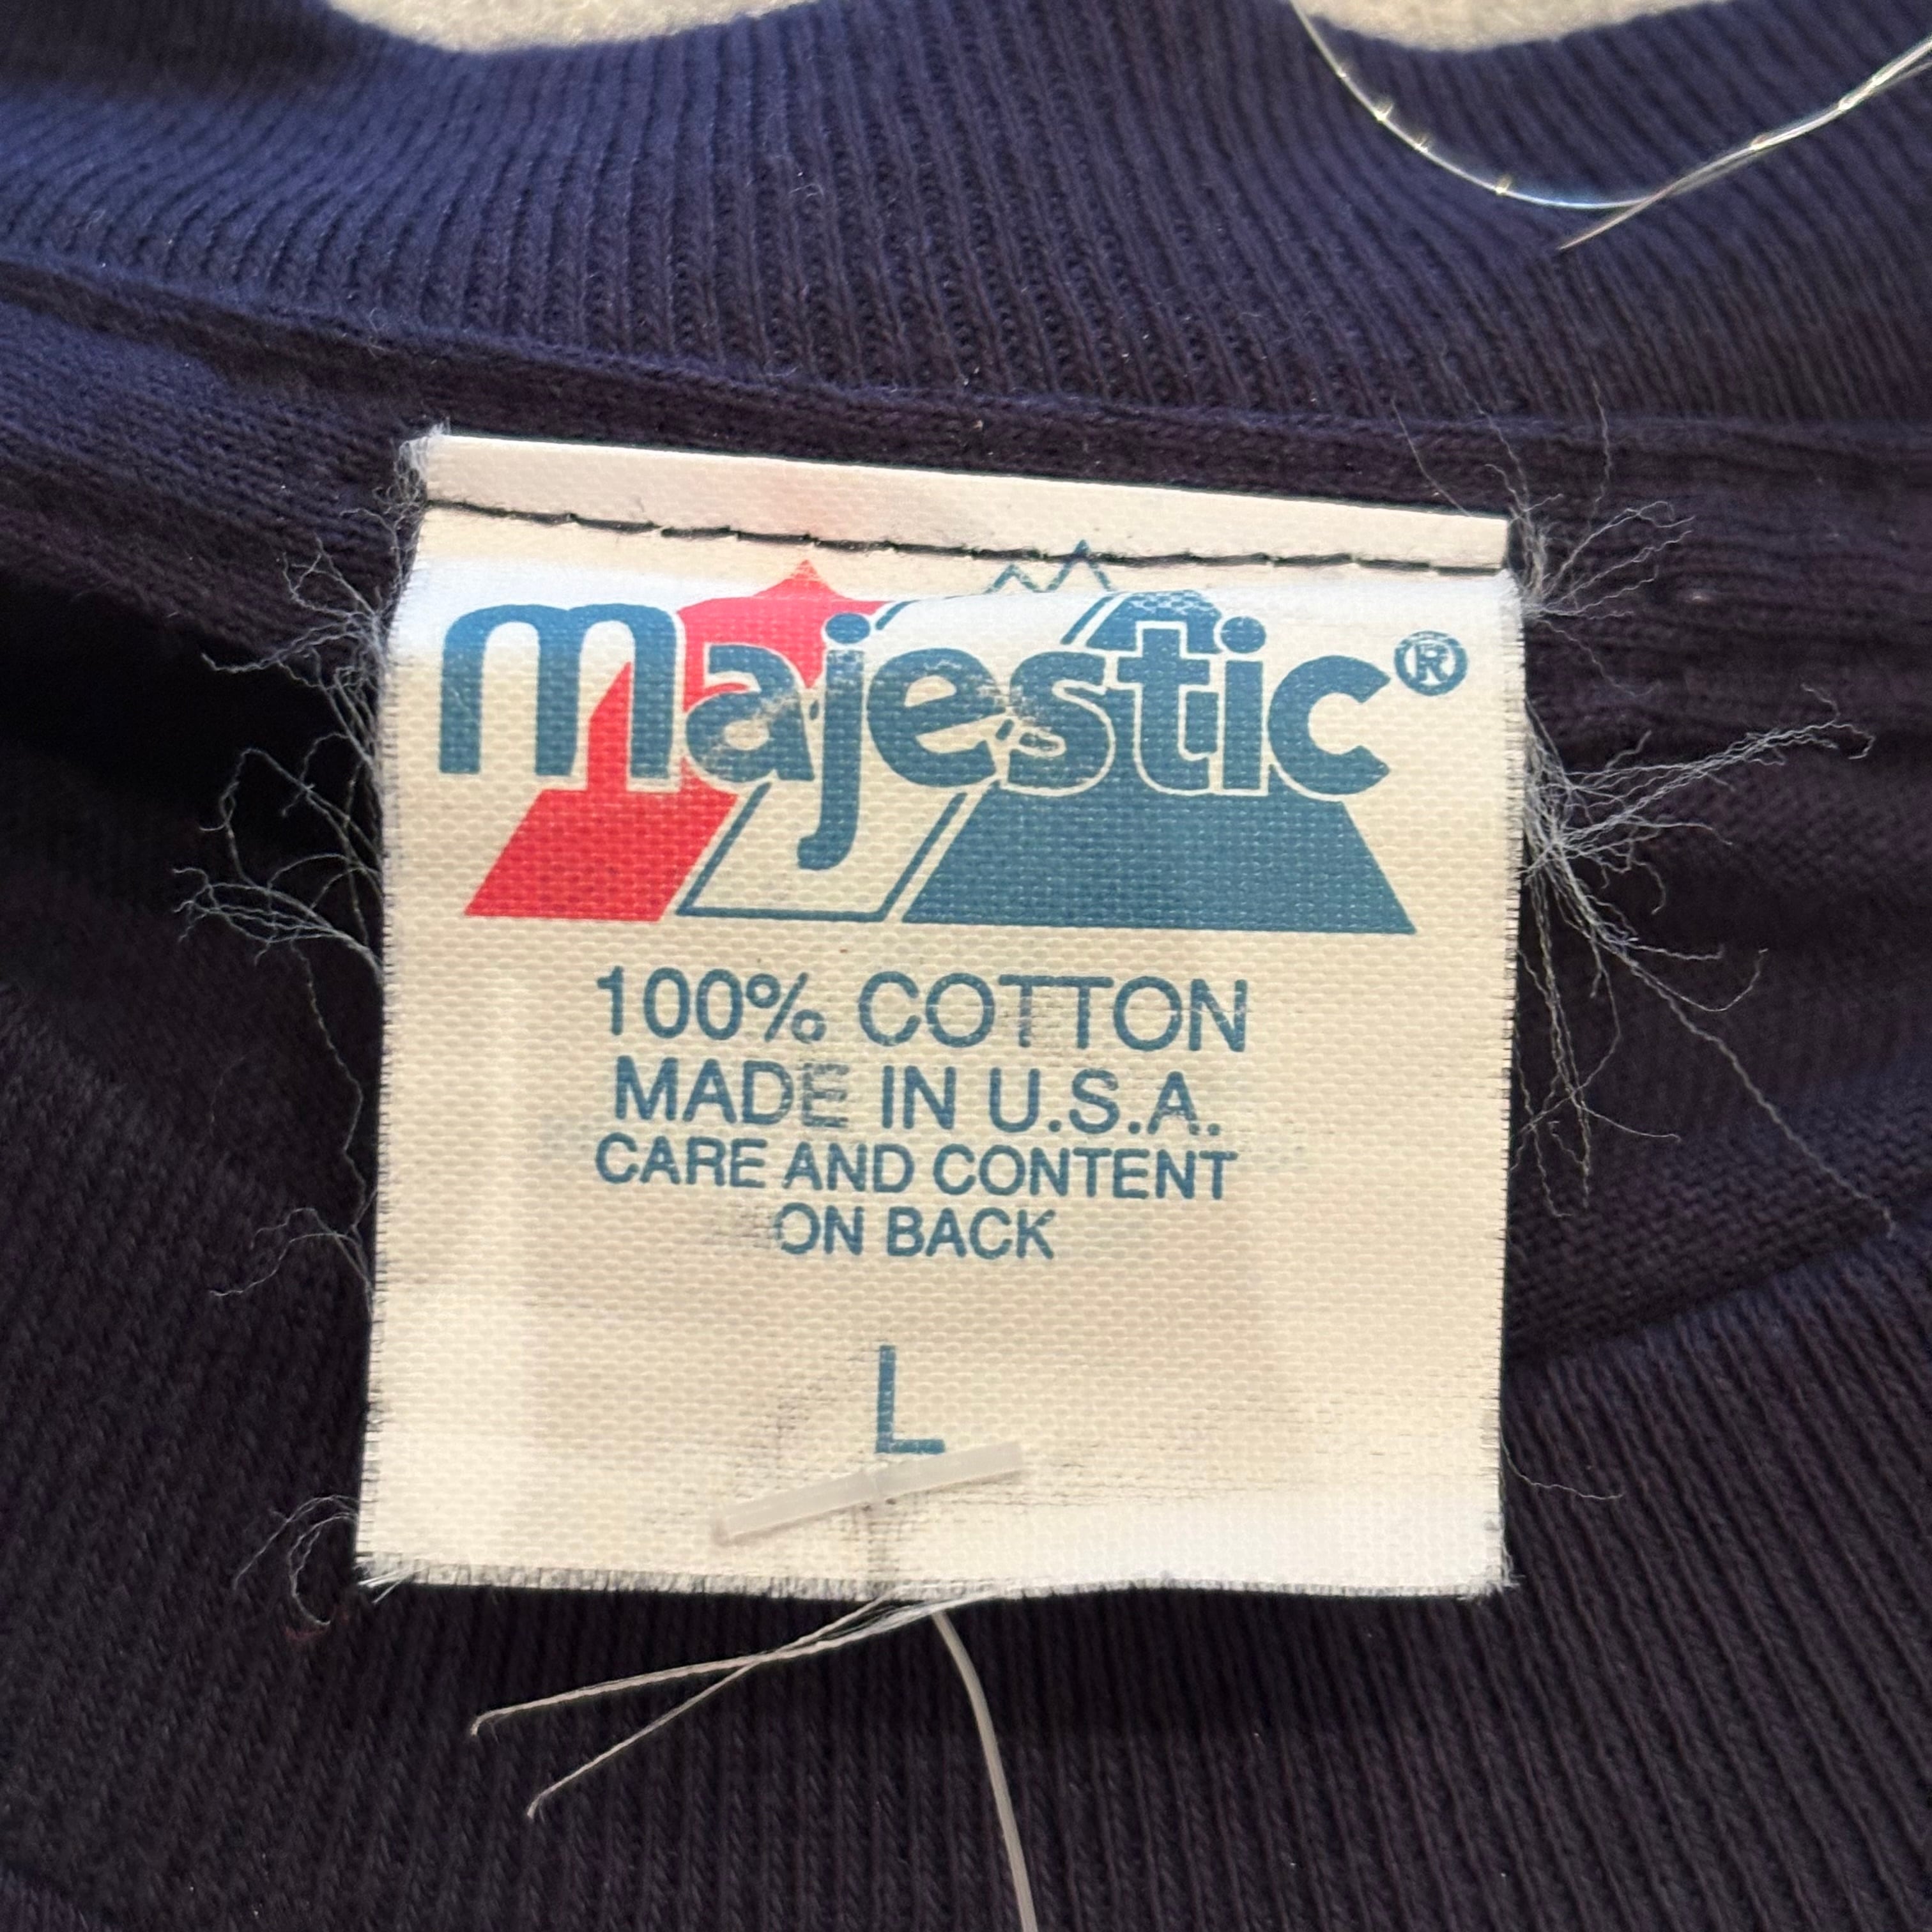 majestic®
100% COTTON
MADE IN U.S.A.
CARE AND CONTENT
ON BACK
L